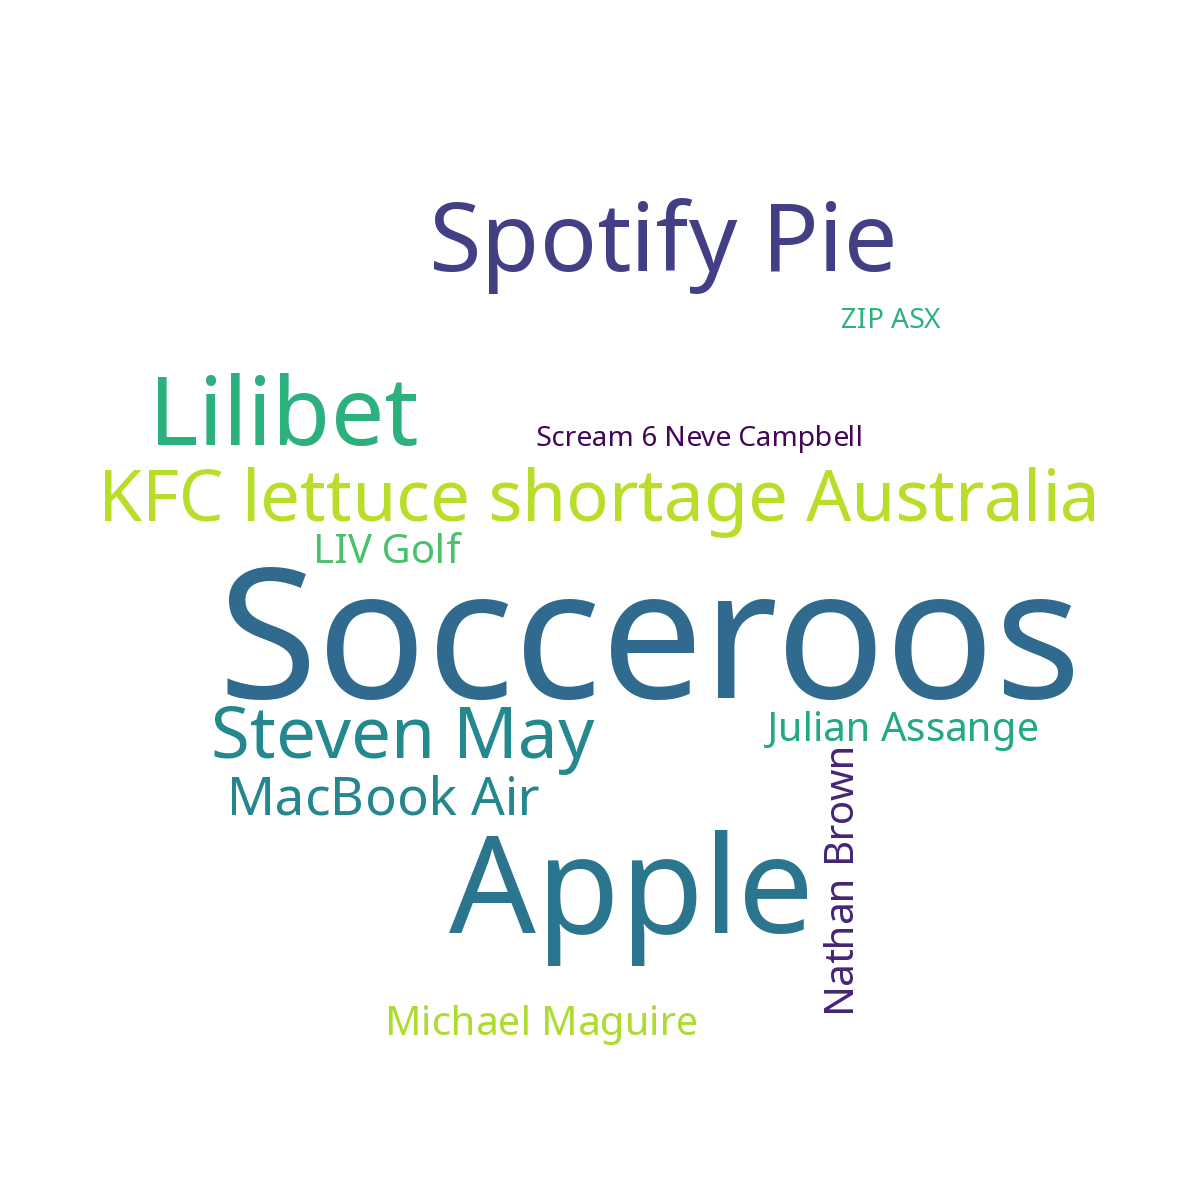 Spotify Pie
ZIP ASX
Lilibet
Scream 6 Neve Campbell
KFC lettuce shortage Australia
LIV Golf
Socceroos
Steven May
Julian Assange
MacBook Air
Nathan Brown
Apple
Michael Maguire